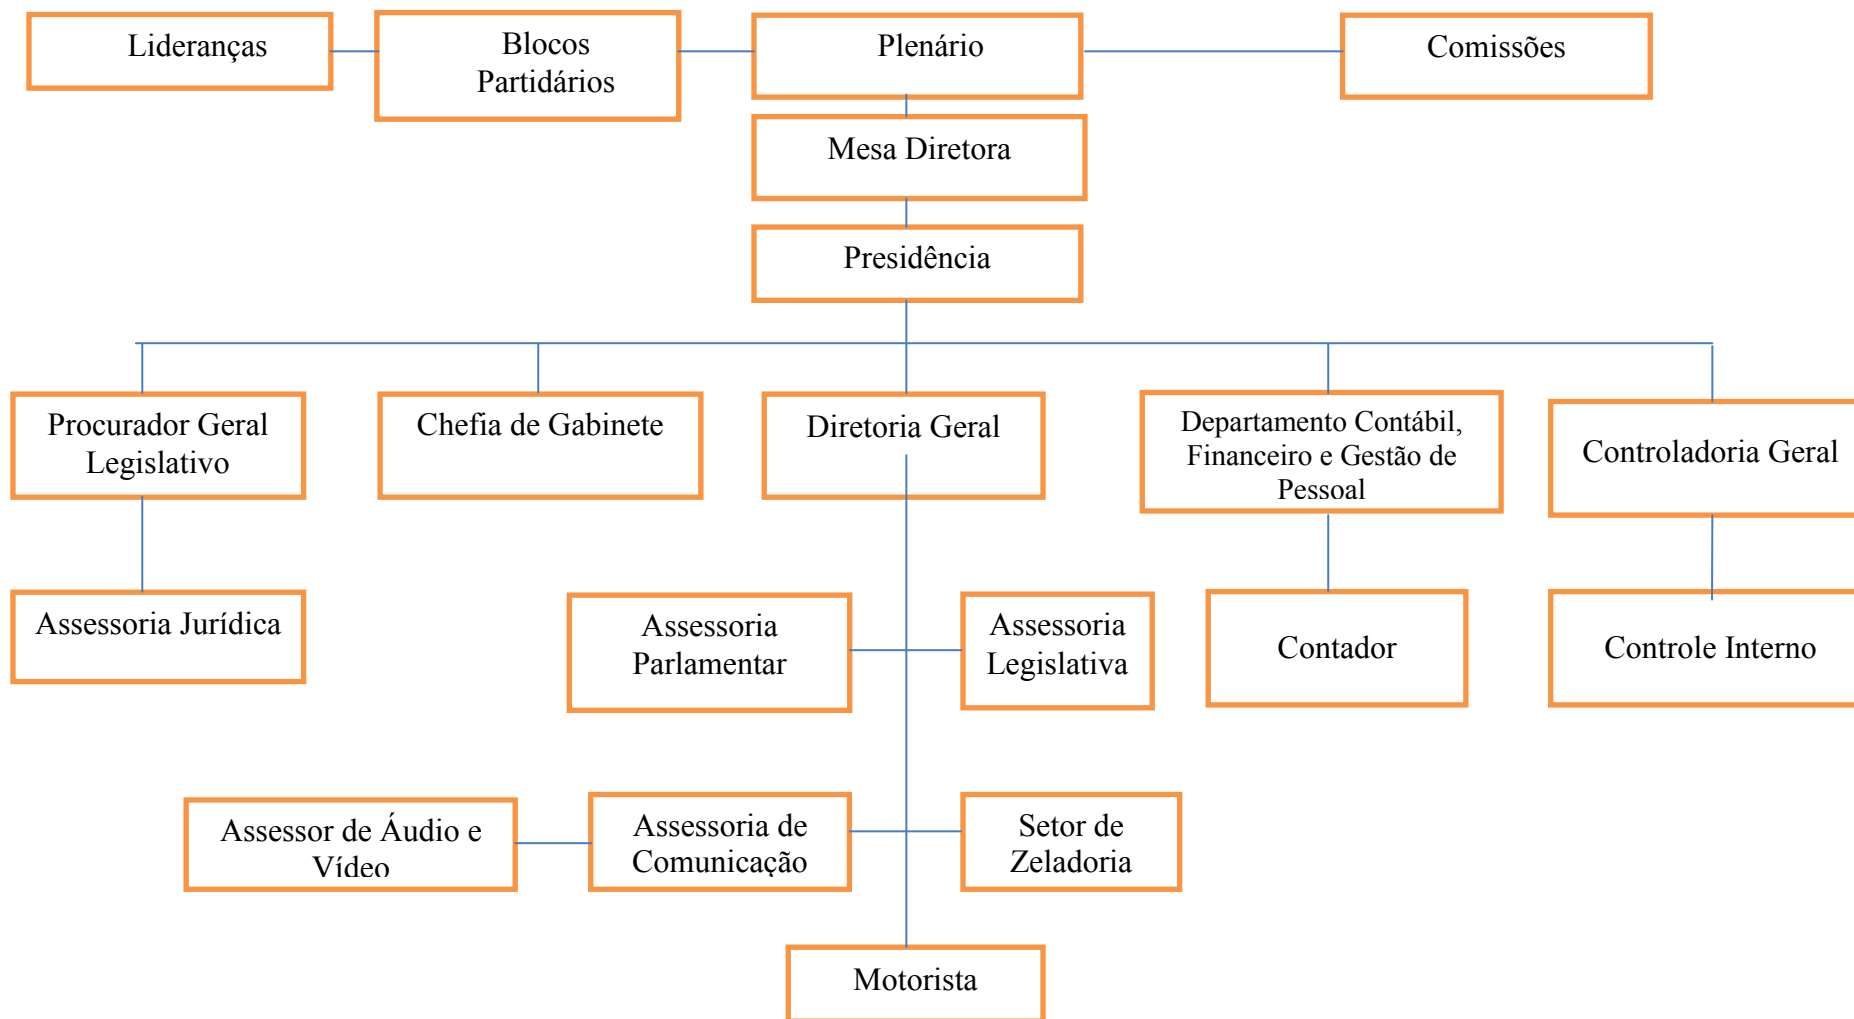 Lideranças
Blocos
Partidários
Plenário
Comissões
Mesa Diretora
Presidência
Procurador Geral
Legislativo
Chefia de Gabinete
Diretoria Geral
Departamento Contábil,
Financeiro e Gestão de
Pessoal
Controladoria Geral
Assessoria Jurídica
Assessoria
Parlamentar
Assessoria
Legislativa
Contador
Controle Interno
Assessor de Áudio e
Vídeo
Assessoria de
Comunicação
Setor de
Zeladoria
Motorista